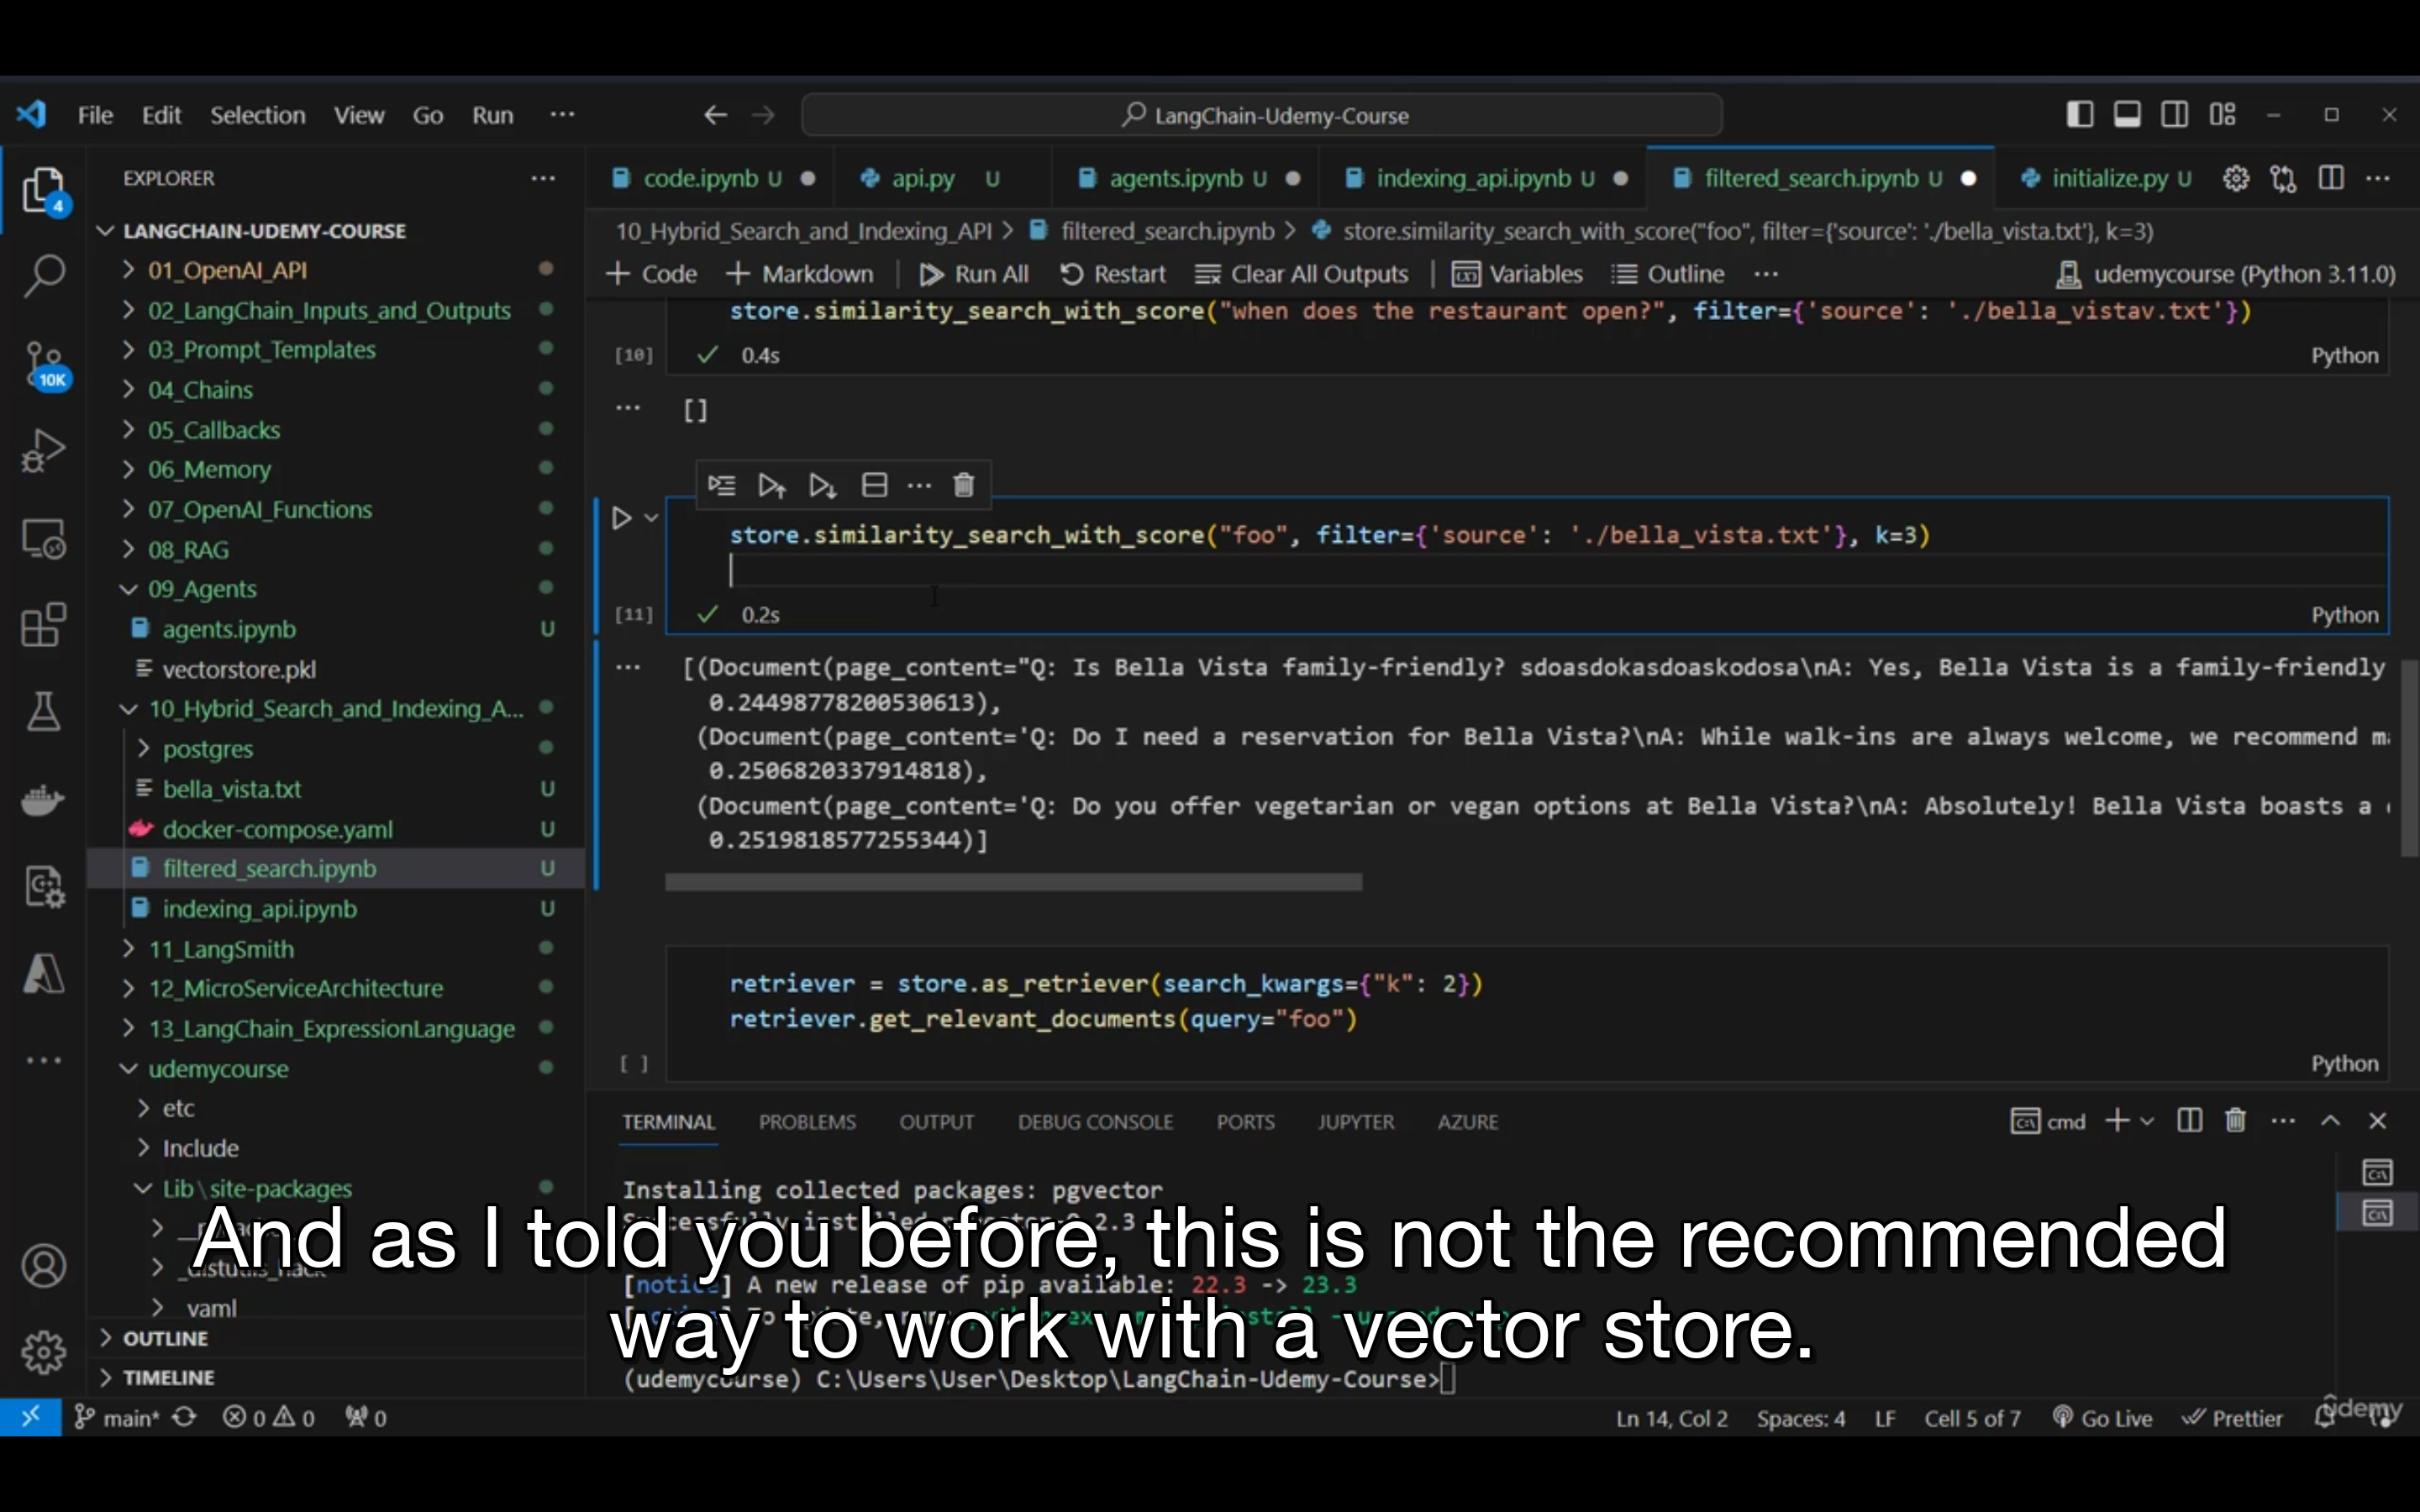 File Edit Selection View Go Run ... LangChain-Udemy-Course
EXPLORER
4
10K
LANGCHAIN-UDEMY-COURSE
01_OpenAI_API
02_LangChain_Inputs_and_Outputs
03_Prompt_Templates
04_Chains
05_Callbacks
06_Memory
07_OpenAI_Functions
08_RAG
09_Agents
agents.ipynb U
vectorstore.pkl
10_Hybrid_Search_and_Indexing_A...
postgres
bella_vista.txt U
docker-compose.yaml U
filtered_search.ipynb U
indexing_api.ipynb U
11_LangSmith
12_MicroServiceArchitecture
13_LangChain_ExpressionLanguage
udemycourse
etc
Include
Lib\site-packages
yaml
OUTLINE
TIMELINE
code.ipynb U api.py U agents.ipynb U indexing_api.ipynb U filtered_search.ipynb U initialize.py U
10_Hybrid_Search_and_Indexing_API > filtered_search.ipynb > store.similarity_search_with_score("foo", filter={'source': './bella_vista.txt'}, k=3)
+ Code + Markdown Run All Restart Clear All Outputs Variables Outline ... udemycourse (Python 3.11.0)
store.similarity_search_with_score("when does the restaurant open?", filter={'source': './bella_vistav.txt'})
[10] 0.4s Python
[]
store.similarity_search_with_score("foo", filter={'source': './bella_vista.txt'}, k=3)
[11] 0.2s Python
[(Document(page_content="Q: Is Bella Vista family-friendly? sdoasdokasdoaskodosa\nA: Yes, Bella Vista is a family-friendly
0.24498778200530613),
(Document(page_content='Q: Do I need a reservation for Bella Vista?\nA: While walk-ins are always welcome, we recommend
0.2506820337914818),
(Document(page_content='Q: Do you offer vegetarian or vegan options at Bella Vista?\nA: Absolutely! Bella Vista boasts a
0.2519818577255344)]
retriever = store.as_retriever(search_kwargs={"k": 2})
retriever.get_relevant_documents(query="foo")
[ ] Python
TERMINAL PROBLEMS OUTPUT DEBUG CONSOLE PORTS JUPYTER AZURE cmd
Installing collected packages: pgvector
And as I told you before, this is not the recommended
[notice] A new release of pip available: 22.3 -> 23.3
way to work with a vector store.
(udemycourse) C:\Users\User\Desktop\LangChain-Udemy-Course>
main* 0 0 0 Ln 14, Col 2 Spaces: 4 LF Cell 5 of 7 Go Live Prettier
udemy